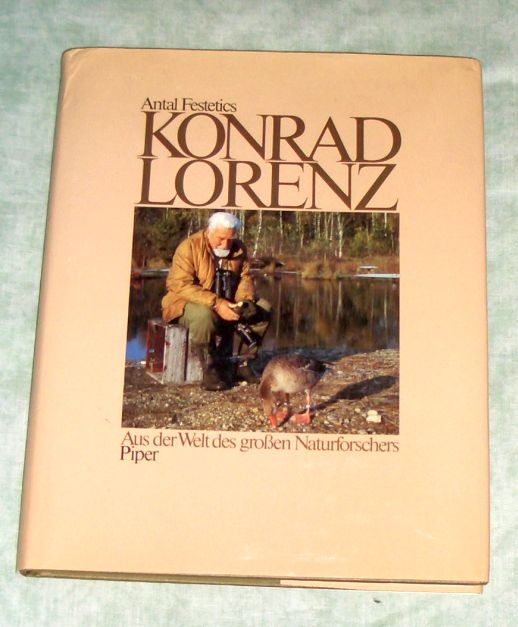 Antal Festetics
KONRAD
LORENZ
Aus der Welt des großen Naturforschers
Piper